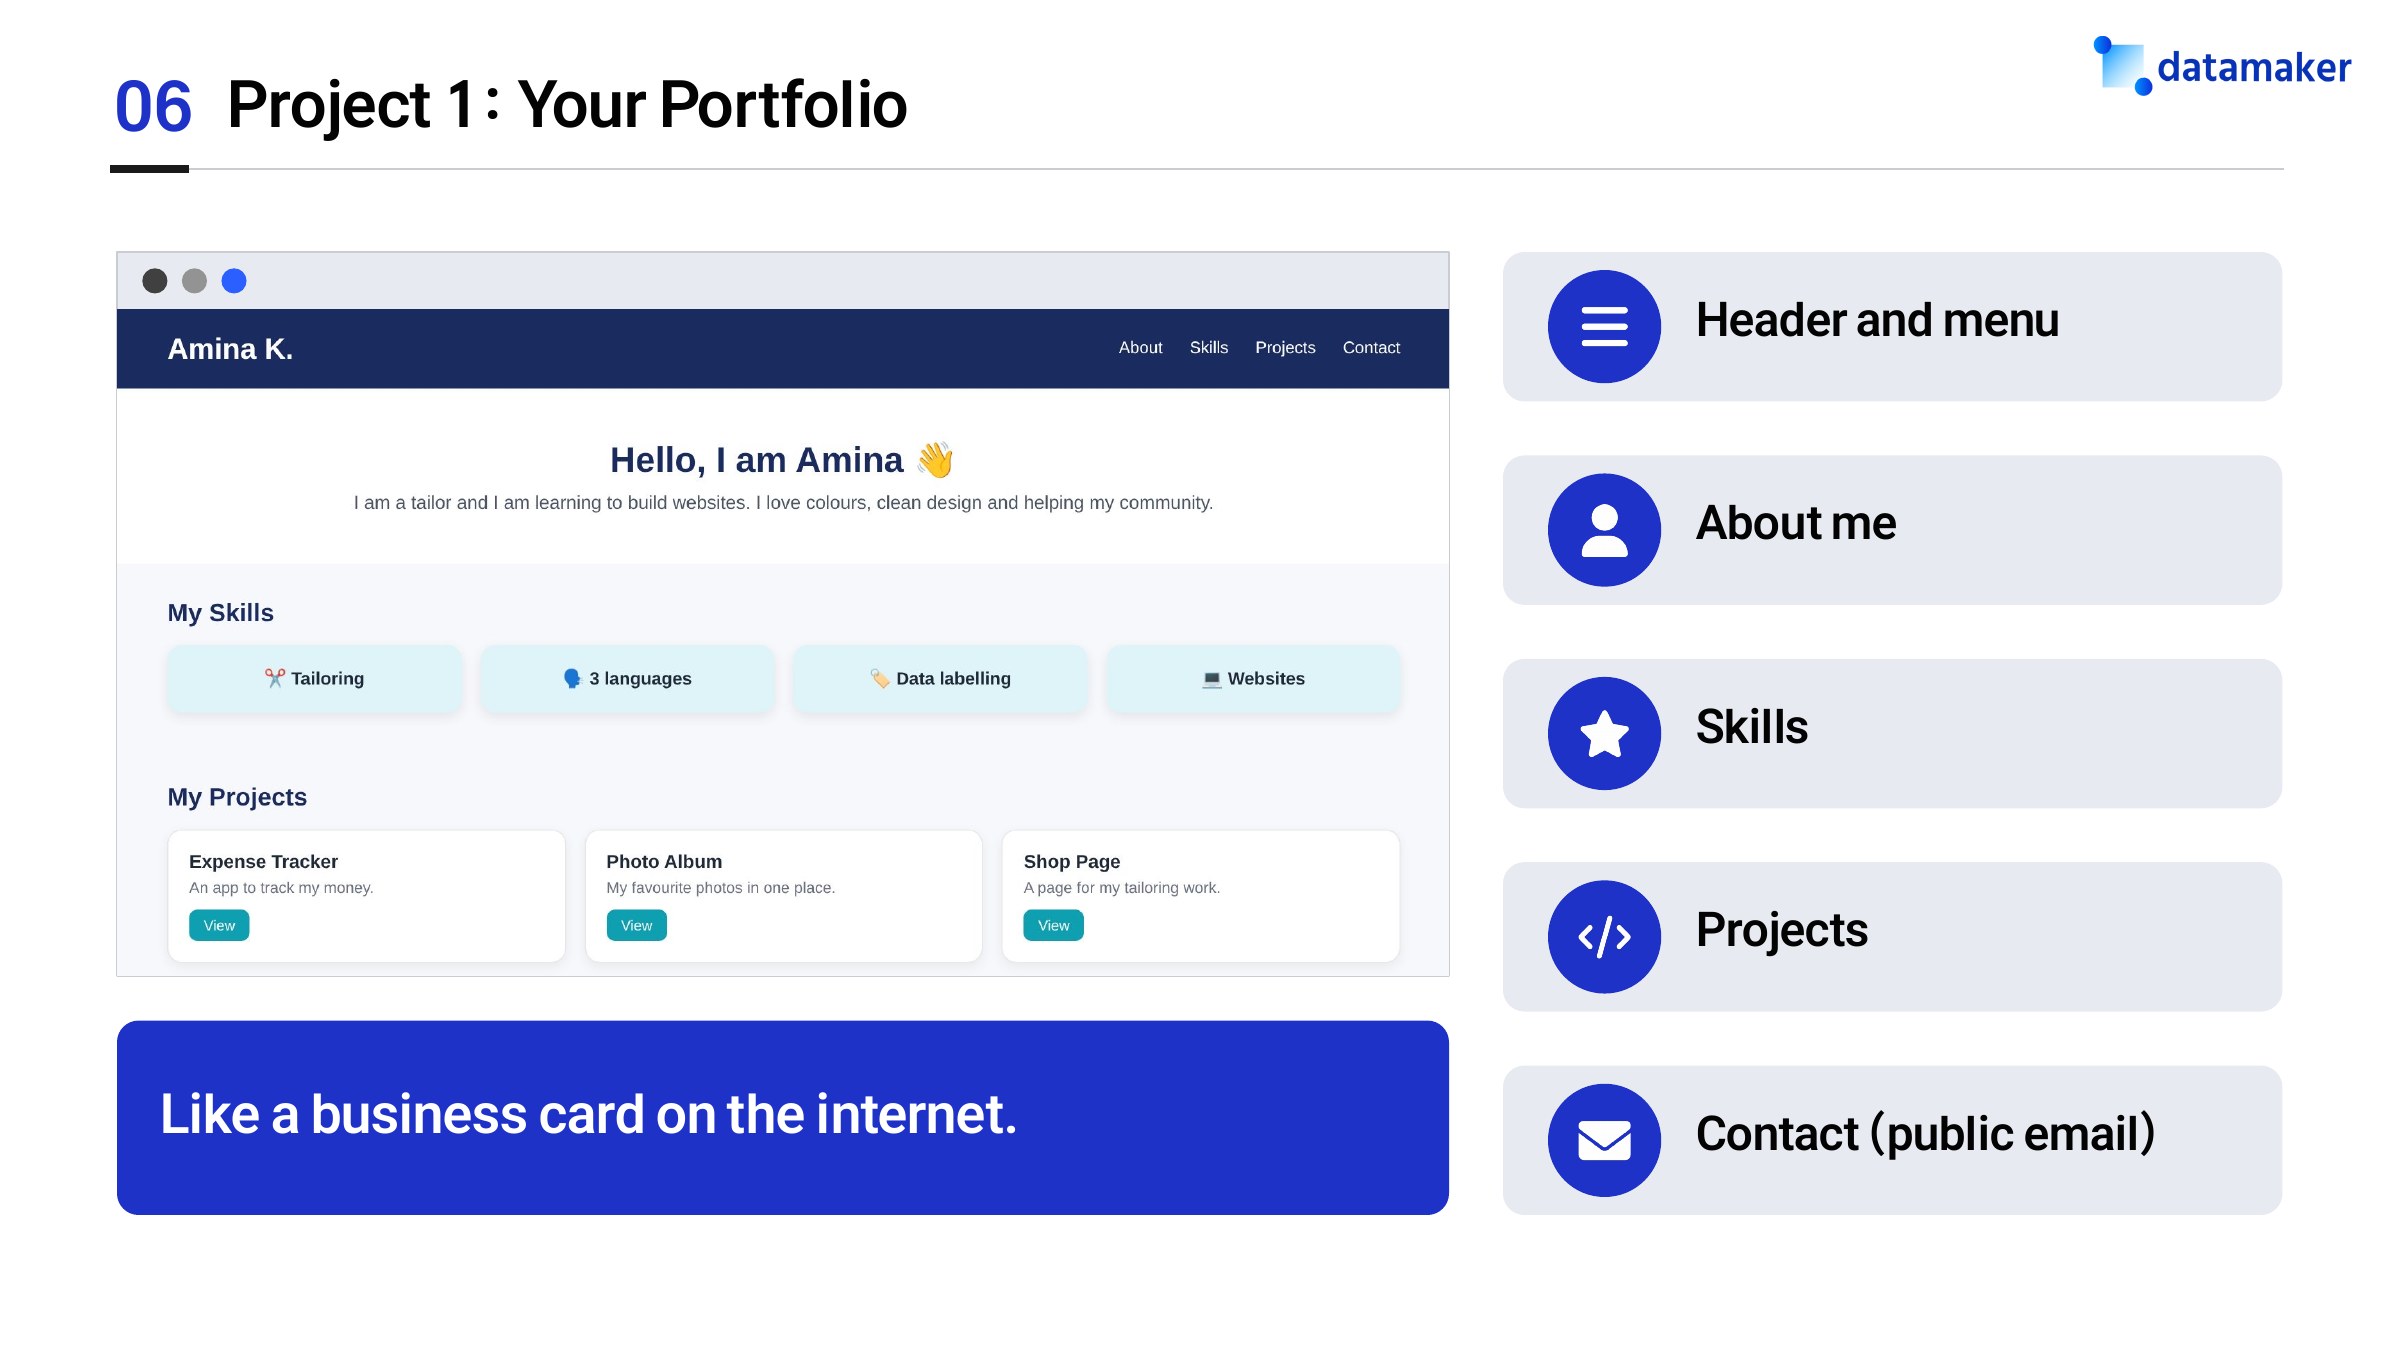 06 Project 1: Your Portfolio
datamaker
Amina K.
About Skills Projects Contact
Hello, I am Amina 👋
I am a tailor and I am learning to build websites. I love colours, clean design and helping my community.
My Skills
✂️ Tailoring
🗣️ 3 languages
🏷️ Data labelling
💻 Websites
My Projects
Expense Tracker
An app to track my money.
View
Photo Album
My favourite photos in one place.
View
Shop Page
A page for my tailoring work.
View
Like a business card on the internet.
Header and menu
About me
Skills
Projects
Contact (public email)